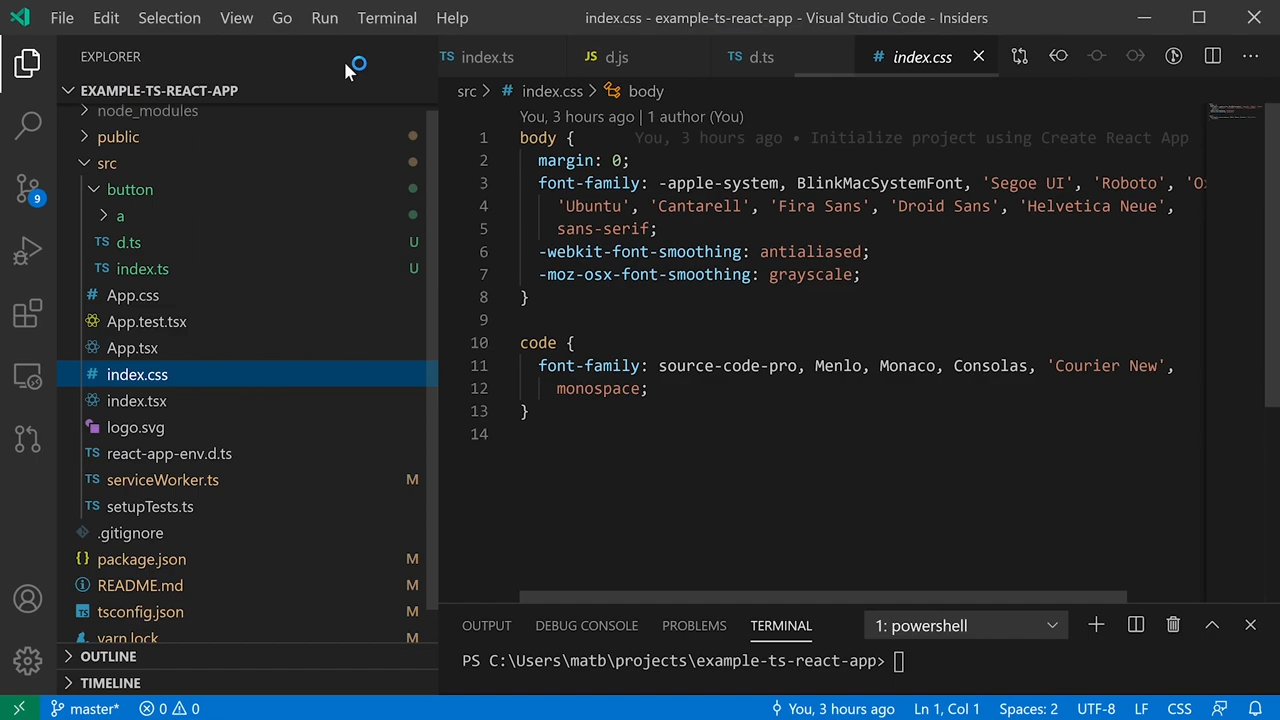 File Edit Selection View Go Run Terminal Help index.css - example-ts-react-app - Visual Studio Code - Insiders
EXPLORER
EXAMPLE-TS-REACT-APP
node_modules
public
src
button
a
TS d.ts U
TS index.ts U
# App.css
App.test.tsx
App.tsx
# index.css
index.tsx
logo.svg
TS react-app-env.d.ts
TS serviceWorker.ts M
TS setupTests.ts
.gitignore
{} package.json M
README.md M
TS tsconfig.json M
yarn.lock M
OUTLINE
TIMELINE
9
TS index.ts JS d.js TS d.ts # index.css
src > # index.css > body
You, 3 hours ago | 1 author (You)
1 body { You, 3 hours ago • Initialize project using Create React App
2 margin: 0;
3 font-family: -apple-system, BlinkMacSystemFont, 'Segoe UI', 'Roboto',
4 'Ubuntu', 'Cantarell', 'Fira Sans', 'Droid Sans', 'Helvetica Neue',
5 sans-serif;
6 -webkit-font-smoothing: antialiased;
7 -moz-osx-font-smoothing: grayscale;
8 }
9
10 code {
11 font-family: source-code-pro, Menlo, Monaco, Consolas, 'Courier New',
12 monospace;
13 }
14
OUTPUT DEBUG CONSOLE PROBLEMS TERMINAL 1: powershell
PS C:\Users\matb\projects\example-ts-react-app>
master* 0 0 You, 3 hours ago Ln 1, Col 1 Spaces: 2 UTF-8 LF CSS